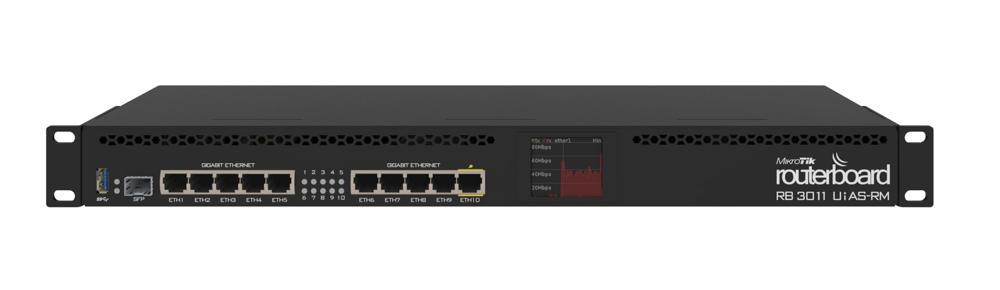 GIGABIT ETHERNET
SFP
ETH1 ETH2 ETH3 ETH4 ETH5
1 2 3 4 5
6 7 8 9 10
GIGABIT ETHERNET
ETH6 ETH7 ETH8 ETH9 ETH10
tx rx ether1 Min
80Mbps
60Mbps
40Mbps
20Mbps
MikroTik
routerboard
RB 3011 UiAS-RM